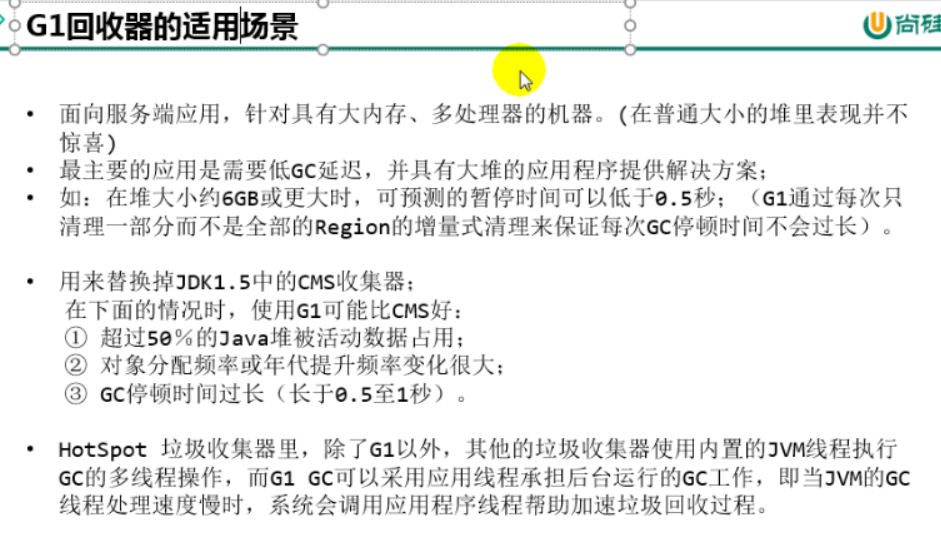 G1回收器的适用场景
尚硅
• 面向服务端应用，针对具有大内存、多处理器的机器。(在普通大小的堆里表现并不
惊喜)
• 最主要的应用是需要低GC延迟，并具有大堆的应用程序提供解决方案；
• 如：在堆大小约6GB或更大时，可预测的暂停时间可以低于0.5秒；（G1通过每次只
清理一部分而不是全部的Region的增量式清理来保证每次GC停顿时间不会过长）。
• 用来替换掉JDK1.5中的CMS收集器；
在下面的情况时，使用G1可能比CMS好：
① 超过50％的Java堆被活动数据占用；
② 对象分配频率或年代提升频率变化很大；
③ GC停顿时间过长（长于0.5至1秒）。
• HotSpot 垃圾收集器里，除了G1以外，其他的垃圾收集器使用内置的JVM线程执行
GC的多线程操作，而G1 GC可以采用应用线程承担后台运行的GC工作，即当JVM的GC
线程处理速度慢时，系统会调用应用程序线程帮助加速垃圾回收过程。